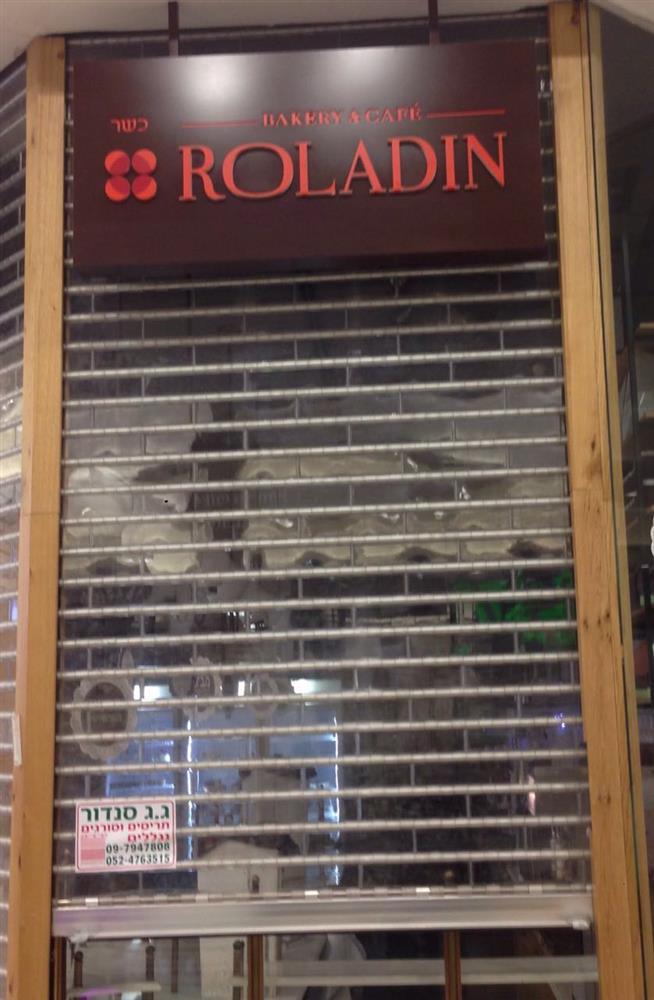 כשר
BAKERY & CAFÉ
ROLADIN
ג.ג סנדור
תריסים וסורגים
נגללים
09-7947808
052-4763515